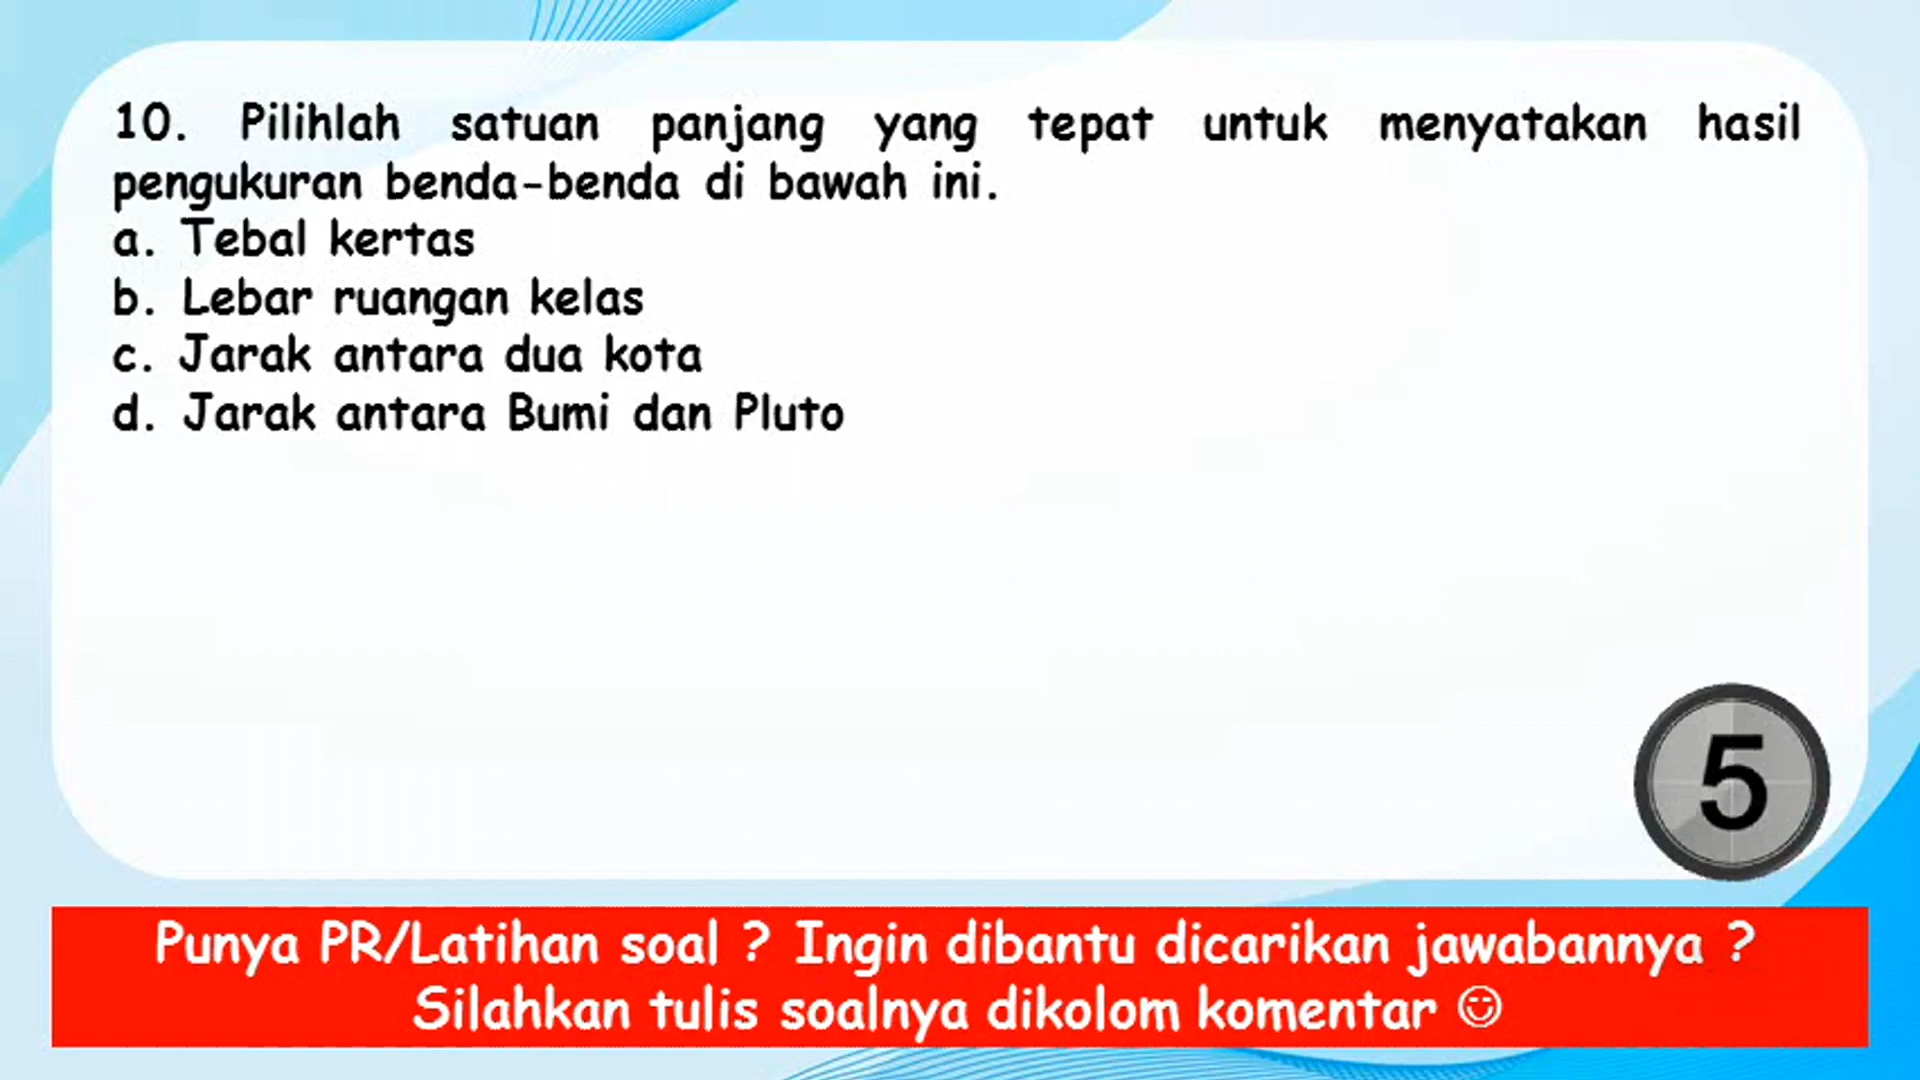 10. Pilihlah satuan panjang yang tepat untuk menyatakan hasil
pengukuran benda-benda di bawah ini.
a. Tebal kertas
b. Lebar ruangan kelas
c. Jarak antara dua kota
d. Jarak antara Bumi dan Pluto
5
Punya PR/Latihan soal ? Ingin dibantu dicarikan jawabannya ?
Silahkan tulis soalnya dikolom komentar ☺